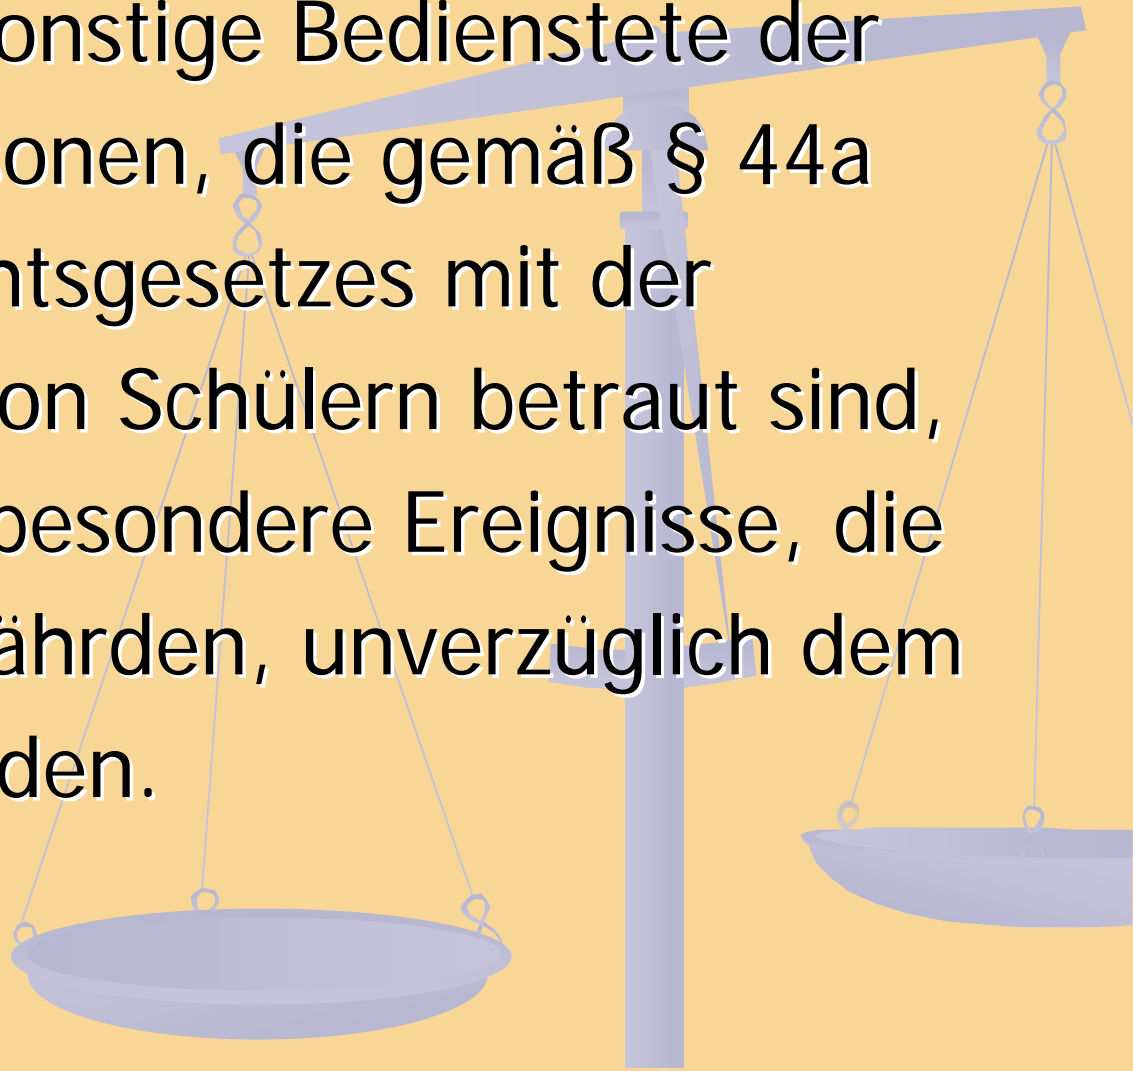 onstige Bedienstete der
onen, die gemäß § 44a
ntsgesetzes mit der
on Schülern betraut sind,
besondere Ereignisse, die
ährden, unverzüglich dem
den.